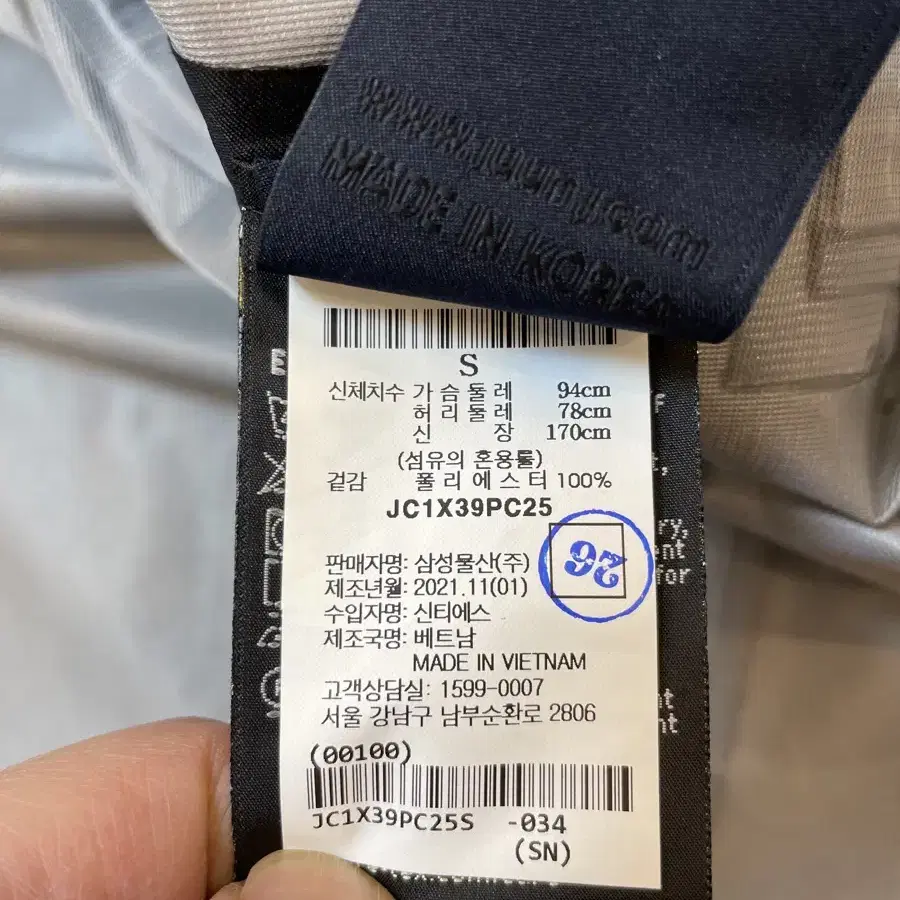 MADE IN KOREA
S
신체치수 가 슴 둘 레 94cm
허 리 둘 레 78cm
신 장 170cm
(섬유의 혼용률)
겉감 폴 리 에 스 터 100%
JC1X39PC25
26
판매자명: 삼성물산(주)
제조년월: 2021.11(01)
수입자명: 신티에스
제조국명: 베트남
MADE IN VIETNAM
고객상담실: 1599-0007
서울 강남구 남부순환로 2806
(00100)
JC1X39PC25S -034
(SN)
for